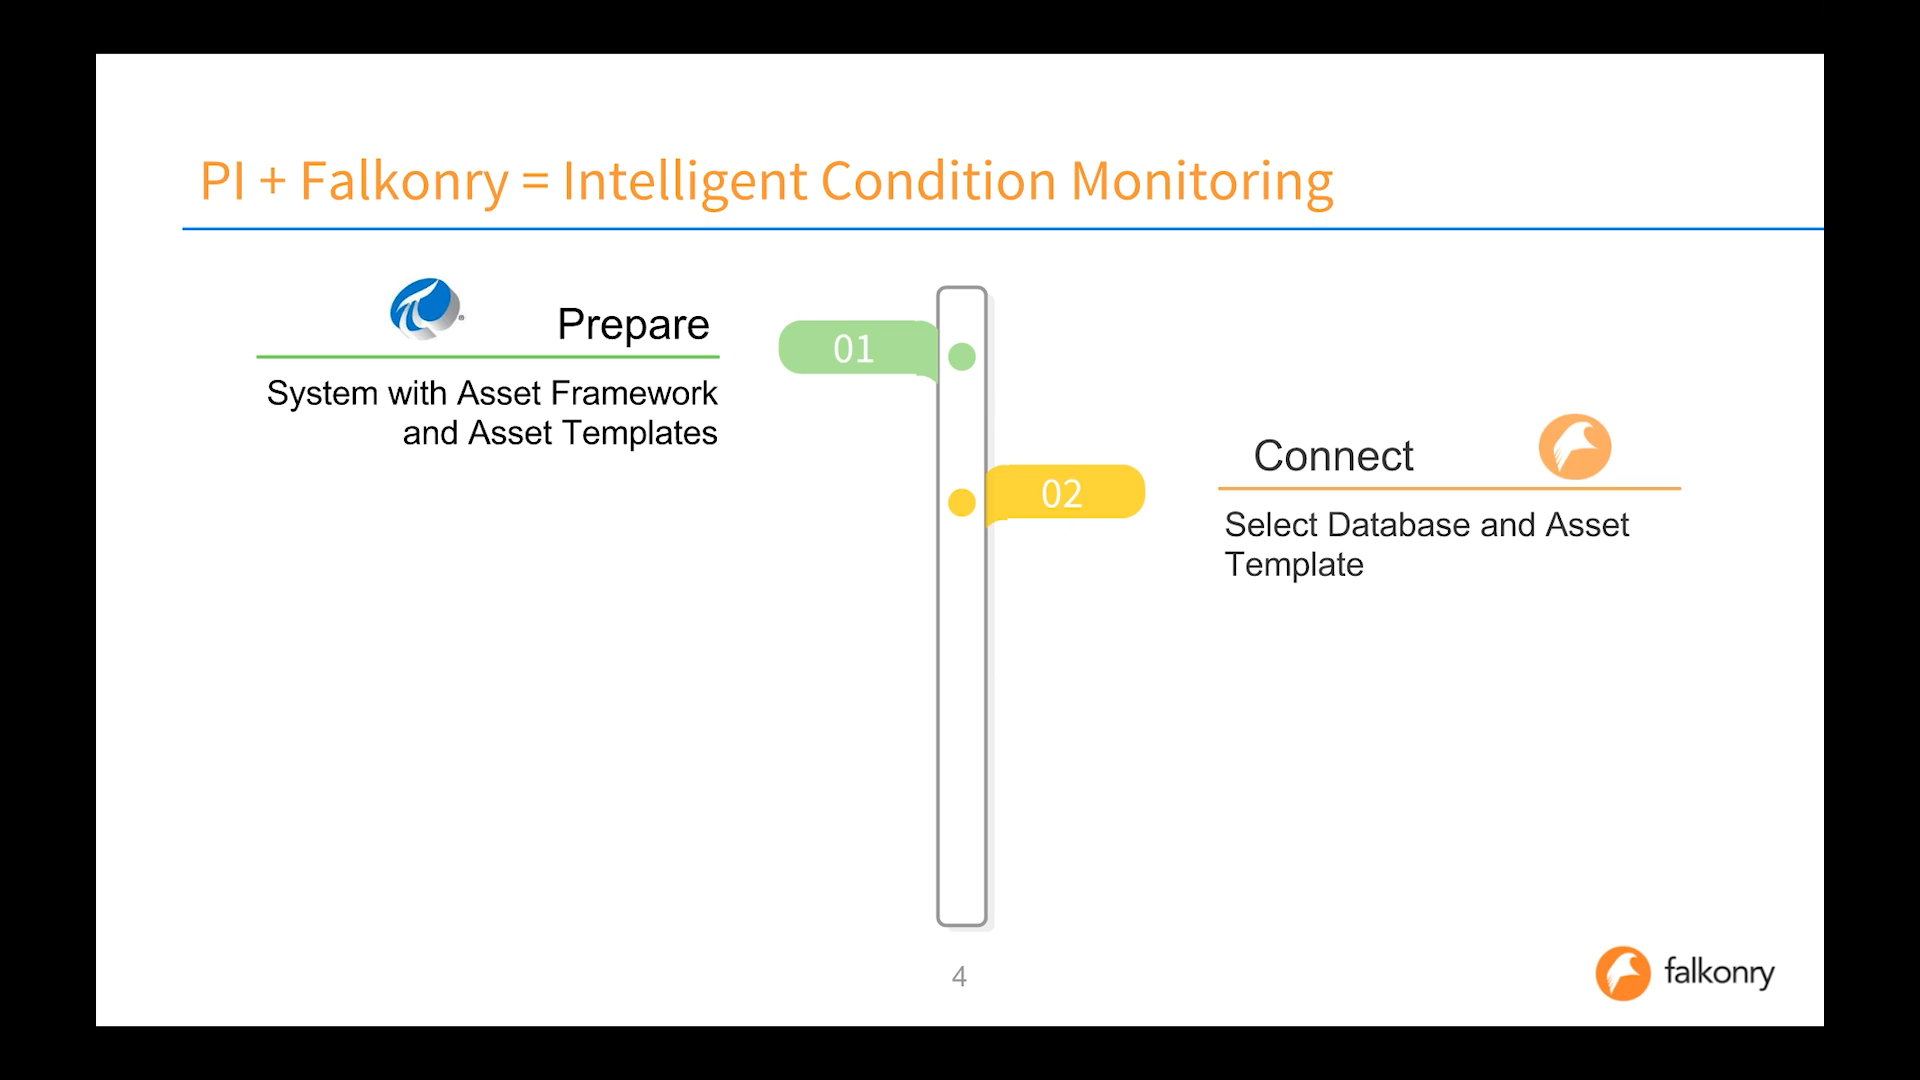 PI + Falkonry = Intelligent Condition Monitoring
Prepare
System with Asset Framework
and Asset Templates
01
02
Connect
Select Database and Asset
Template
4
falkonry